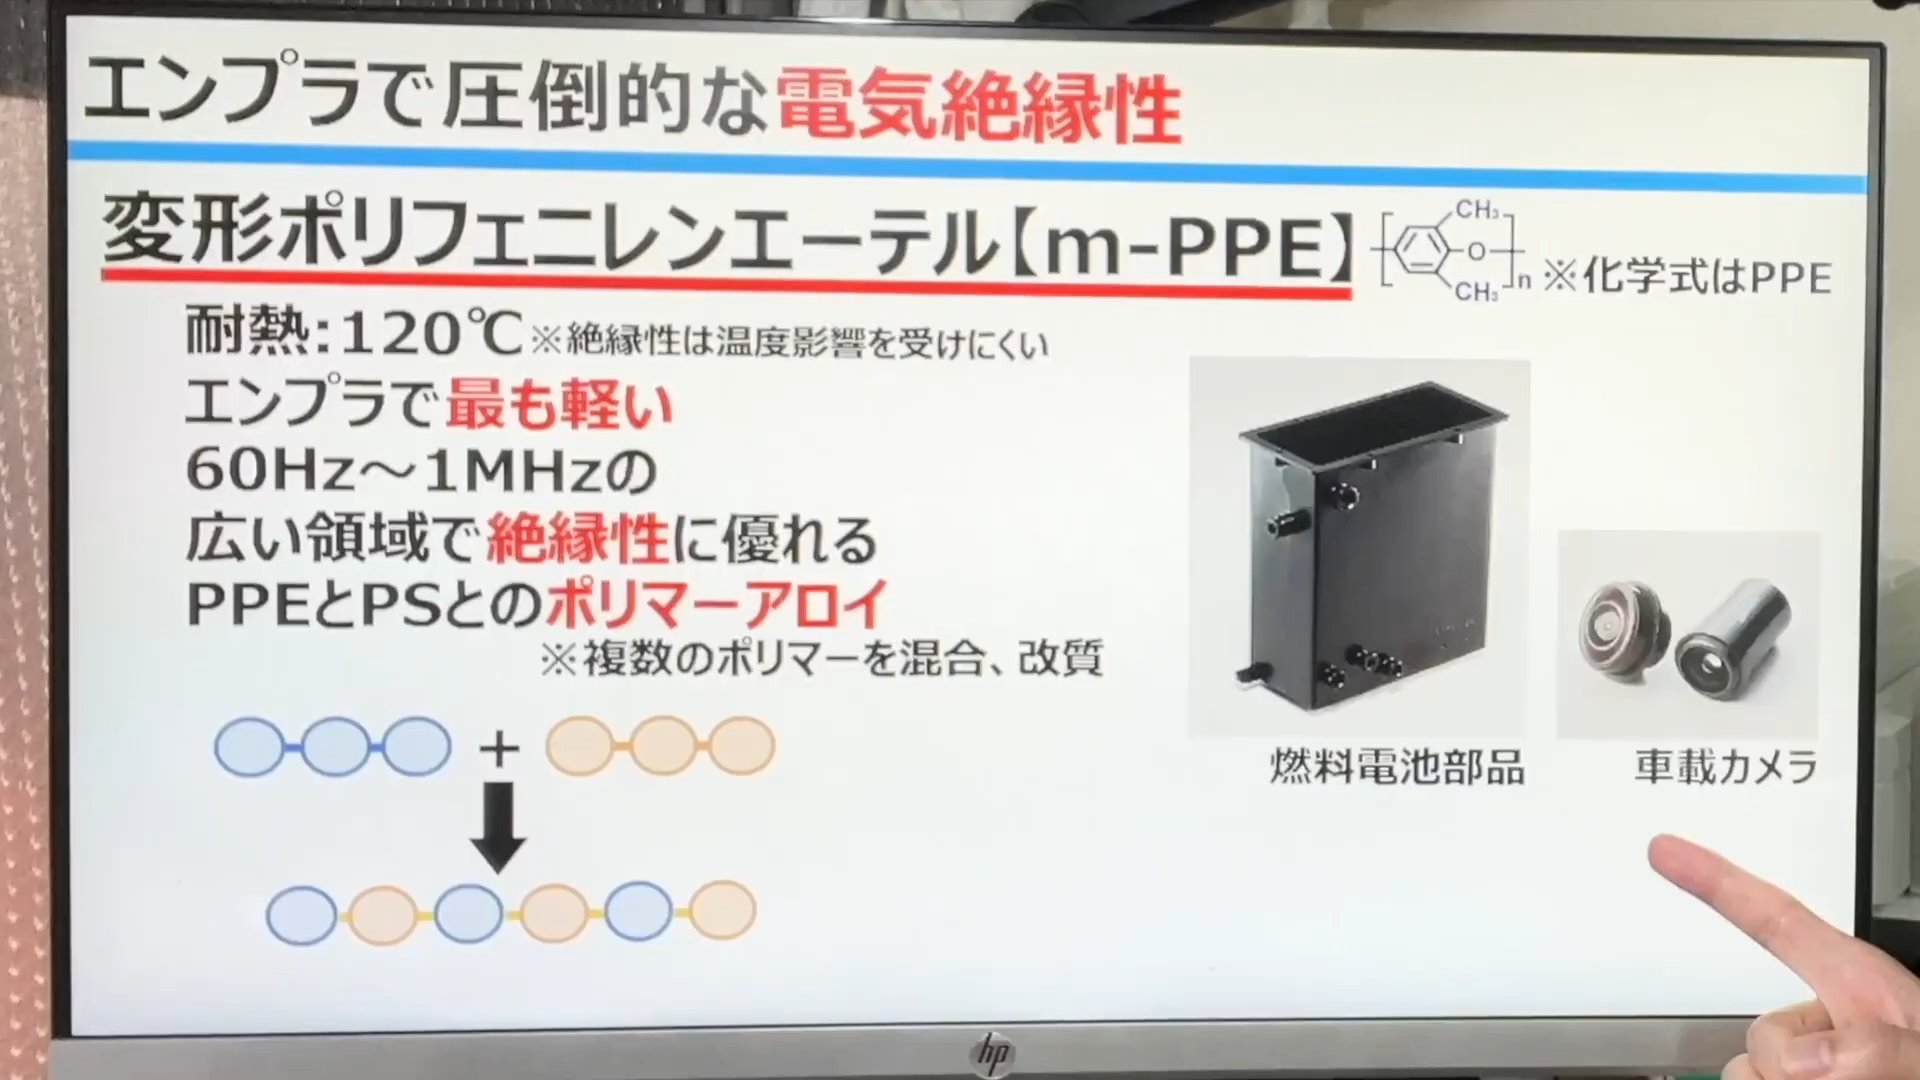 エンプラで圧倒的な電気絶縁性
変形ポリフェニレンエーテル【m-PPE】
CH₃
O
CH₃
n
※化学式はPPE
耐熱:120℃※絶縁性は温度影響を受けにくい
エンプラで最も軽い
60Hz～1MHzの
広い領域で絶縁性に優れる
PPEとPSとのポリマーアロイ
※複数のポリマーを混合、改質
+
燃料電池部品
車載カメラ
hp